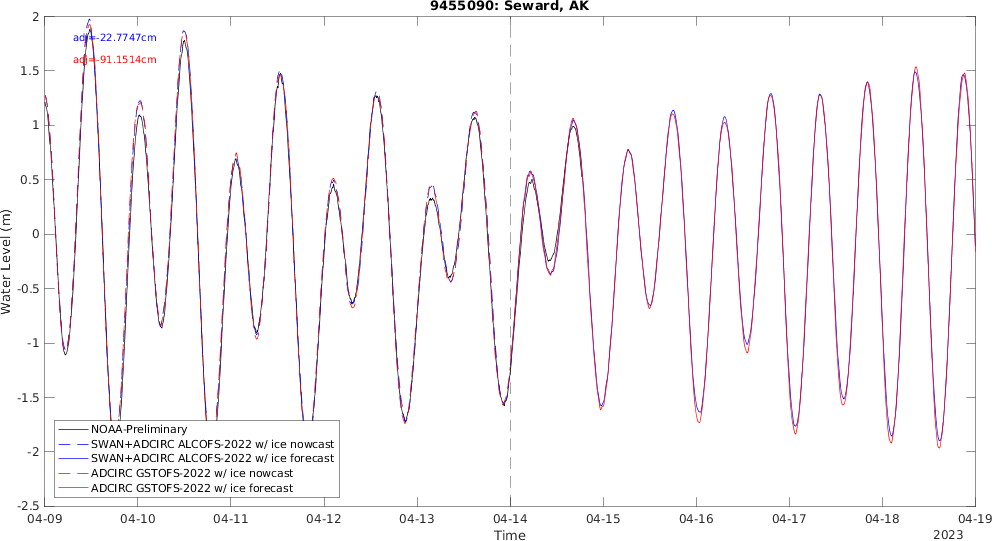 9455090: Seward, AK
2
1.5
1
0.5
0
-0.5
-1
-1.5
-2
-2.5
Water Level (m)
adj=-22.7747cm
adj=-91.1514cm
NOAA-Preliminary
SWAN+ADCIRC ALCOFS-2022 w/ ice nowcast
SWAN+ADCIRC ALCOFS-2022 w/ ice forecast
ADCIRC GSTOFS-2022 w/ ice nowcast
ADCIRC GSTOFS-2022 w/ ice forecast
04-09 04-10 04-11 04-12 04-13 04-14 04-15 04-16 04-17 04-18 04-19
Time
2023